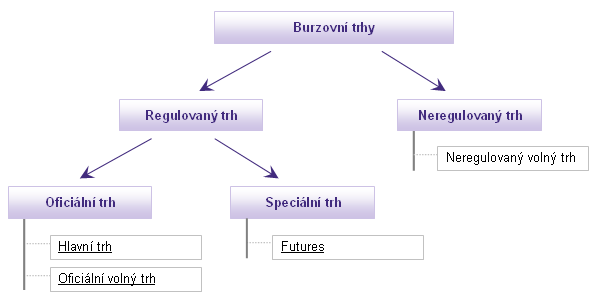 Burzovní trhy
Regulovaný trh
Neregulovaný trh
Neregulovaný volný trh
Oficiální trh
Speciální trh
Hlavní trh
Futures
Oficiální volný trh